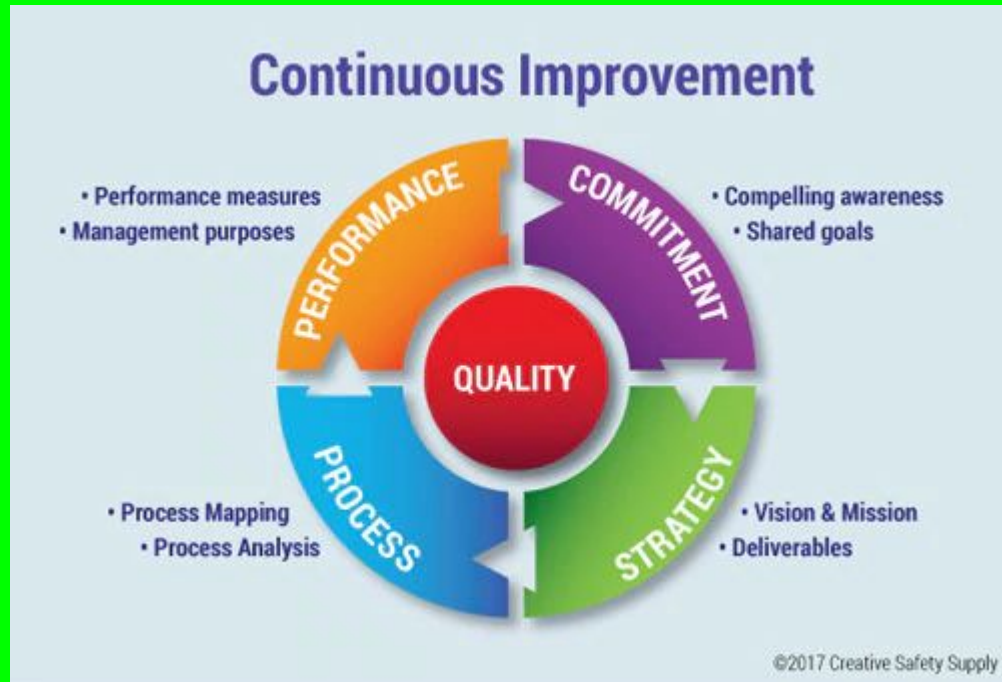 Continuous Improvement
PERFORMANCE
• Performance measures
• Management purposes
COMMITMENT
• Compelling awareness
• Shared goals
QUALITY
PROCESS
• Process Mapping
• Process Analysis
STRATEGY
• Vision & Mission
• Deliverables
©2017 Creative Safety Supply